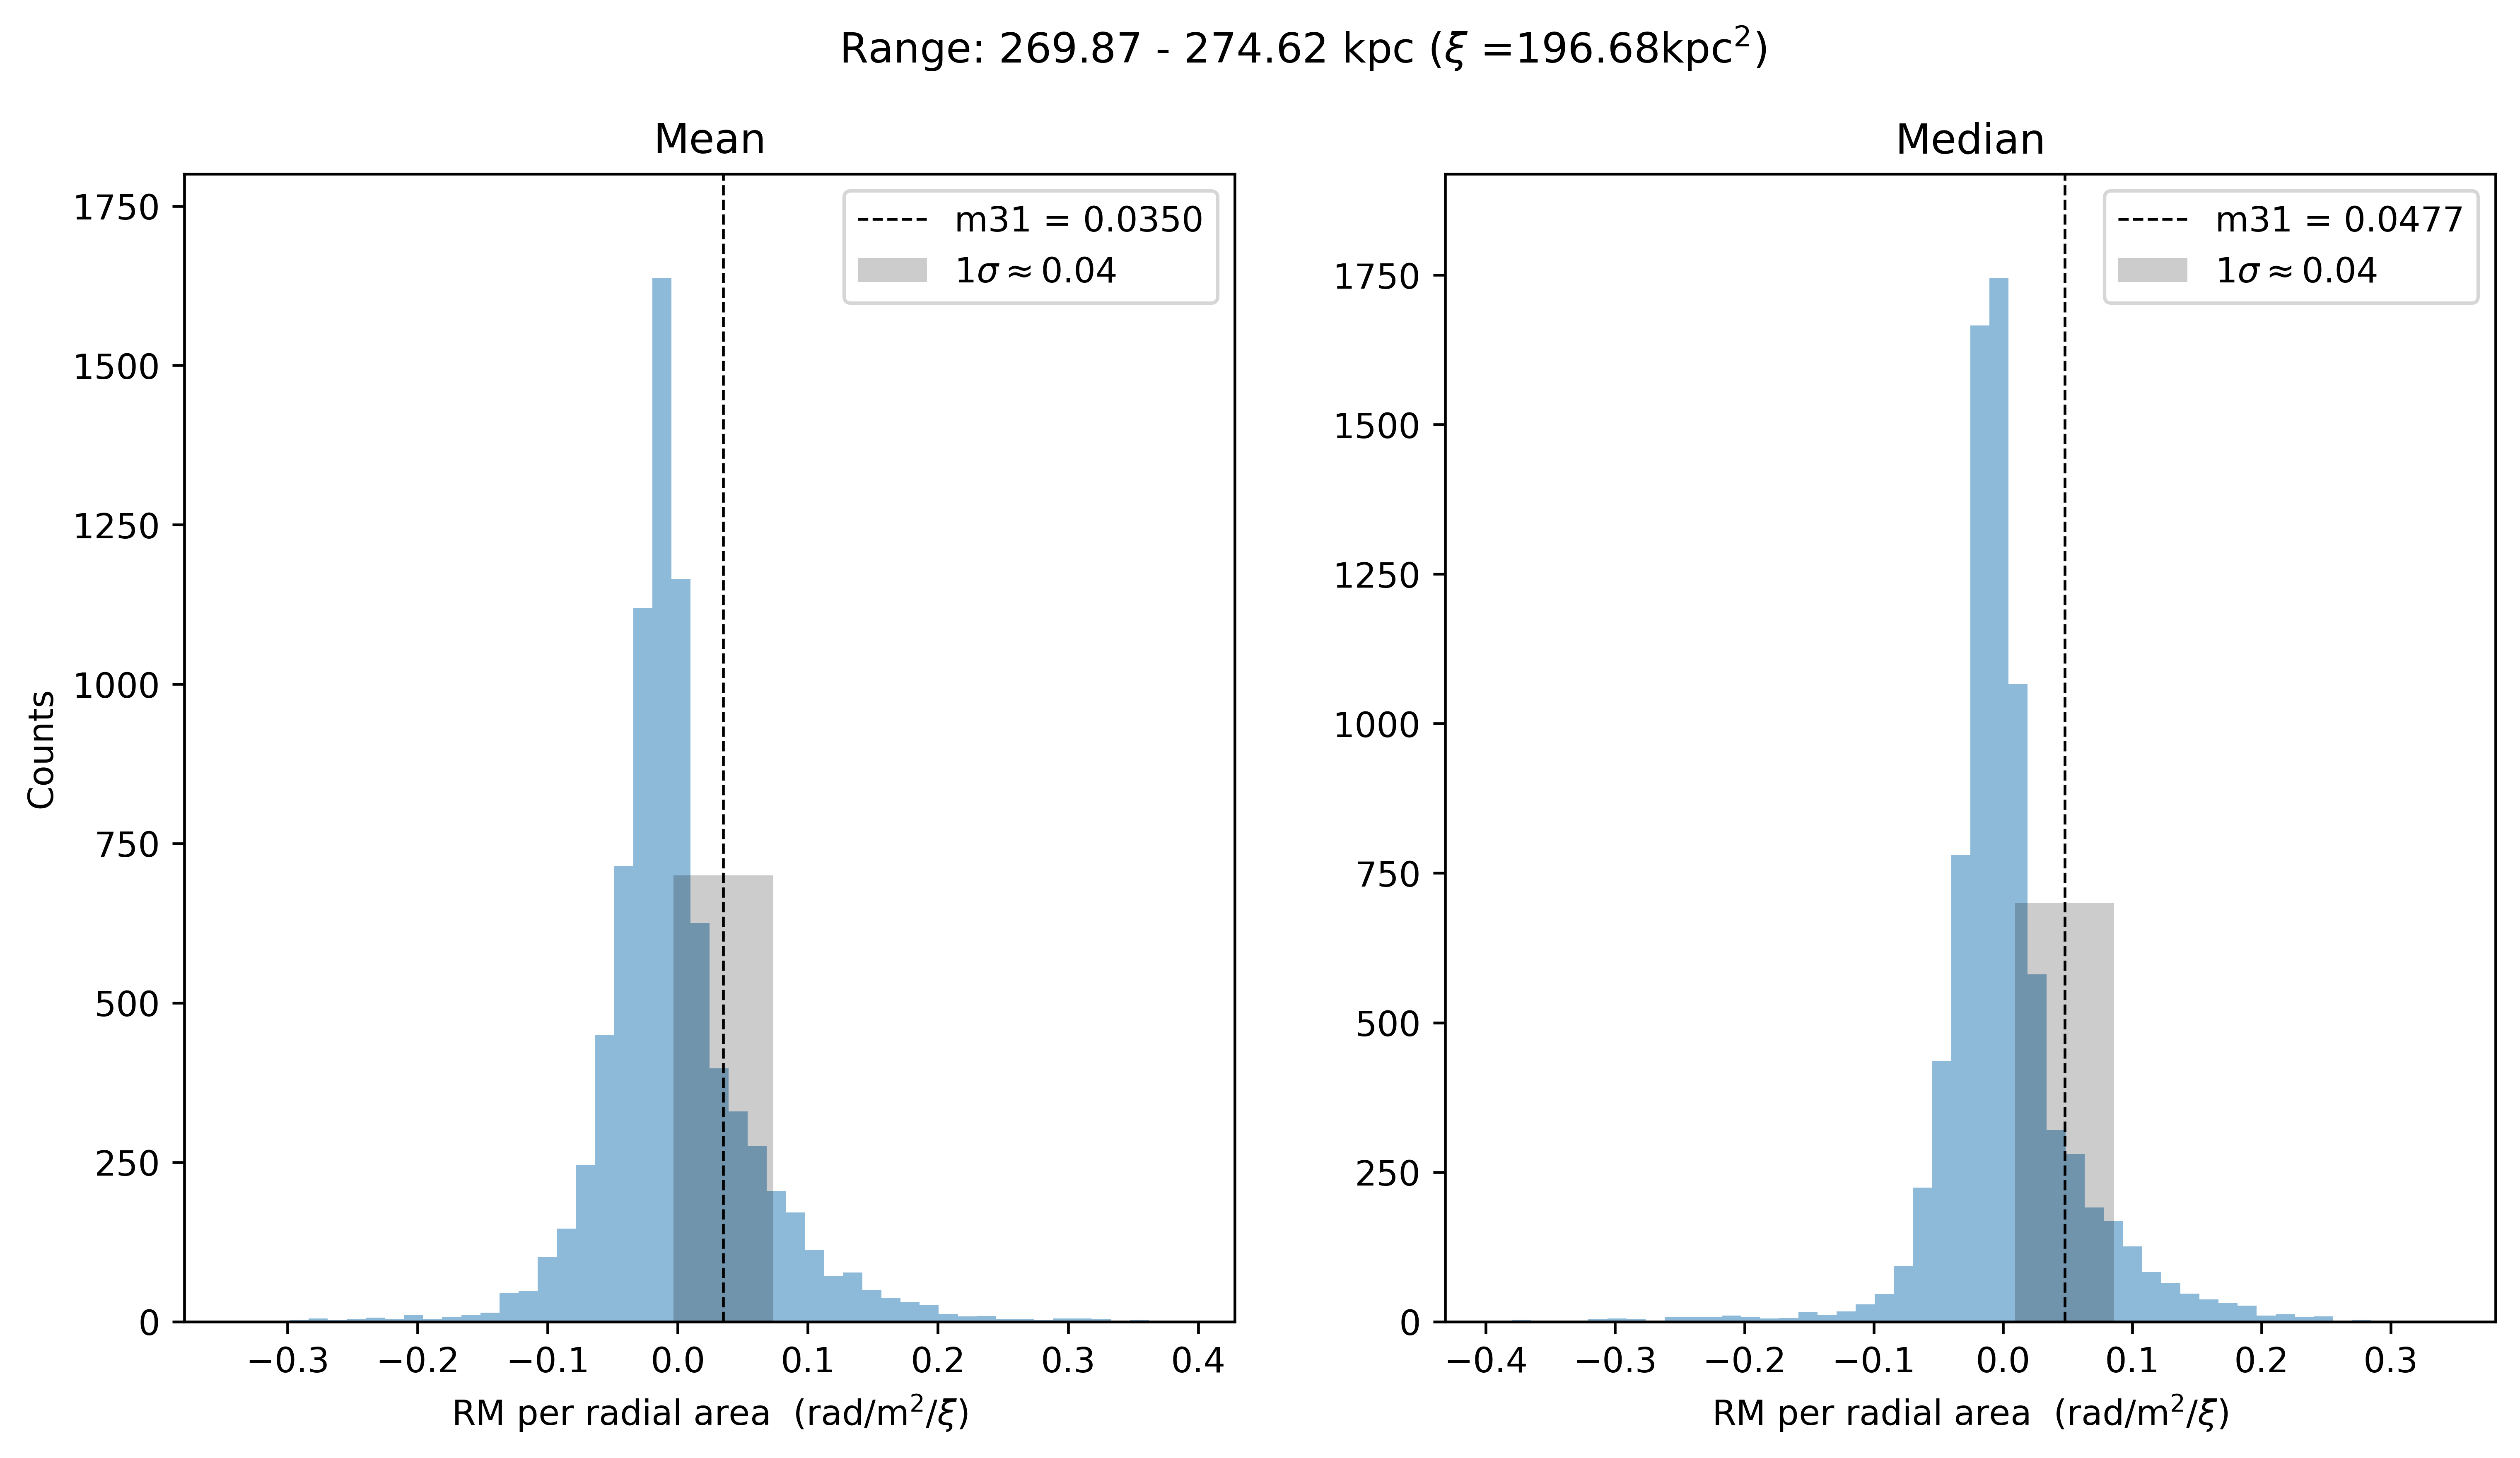 Range: 269.87 - 274.62 kpc (ξ =196.68kpc²)
Mean
m31 = 0.0350
1σ ≈ 0.04
1750
1500
1250
1000
750
500
250
0
Counts
−0.3 −0.2 −0.1 0.0 0.1 0.2 0.3 0.4
RM per radial area (rad/m²/ξ)
Median
m31 = 0.0477
1σ ≈ 0.04
1750
1500
1250
1000
750
500
250
0
−0.4 −0.3 −0.2 −0.1 0.0 0.1 0.2 0.3
RM per radial area (rad/m²/ξ)